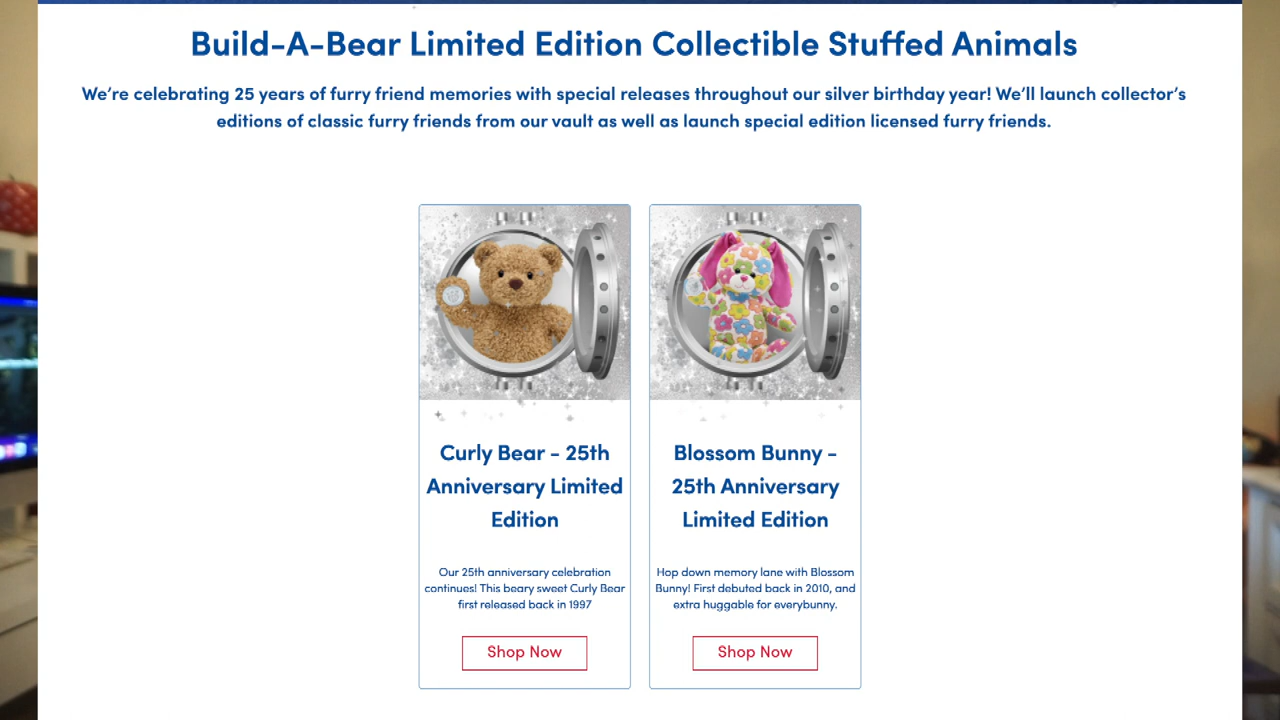 Build-A-Bear Limited Edition Collectible Stuffed Animals
We're celebrating 25 years of furry friend memories with special releases throughout our silver birthday year! We'll launch collector's
editions of classic furry friends from our vault as well as launch special edition licensed furry friends.
Curly Bear - 25th
Anniversary Limited
Edition
Our 25th anniversary celebration
continues! This beary sweet Curly Bear
first released back in 1997
Shop Now
Blossom Bunny -
25th Anniversary
Limited Edition
Hop down memory lane with Blossom
Bunny! First debuted back in 2010, and
extra huggable for everybunny.
Shop Now